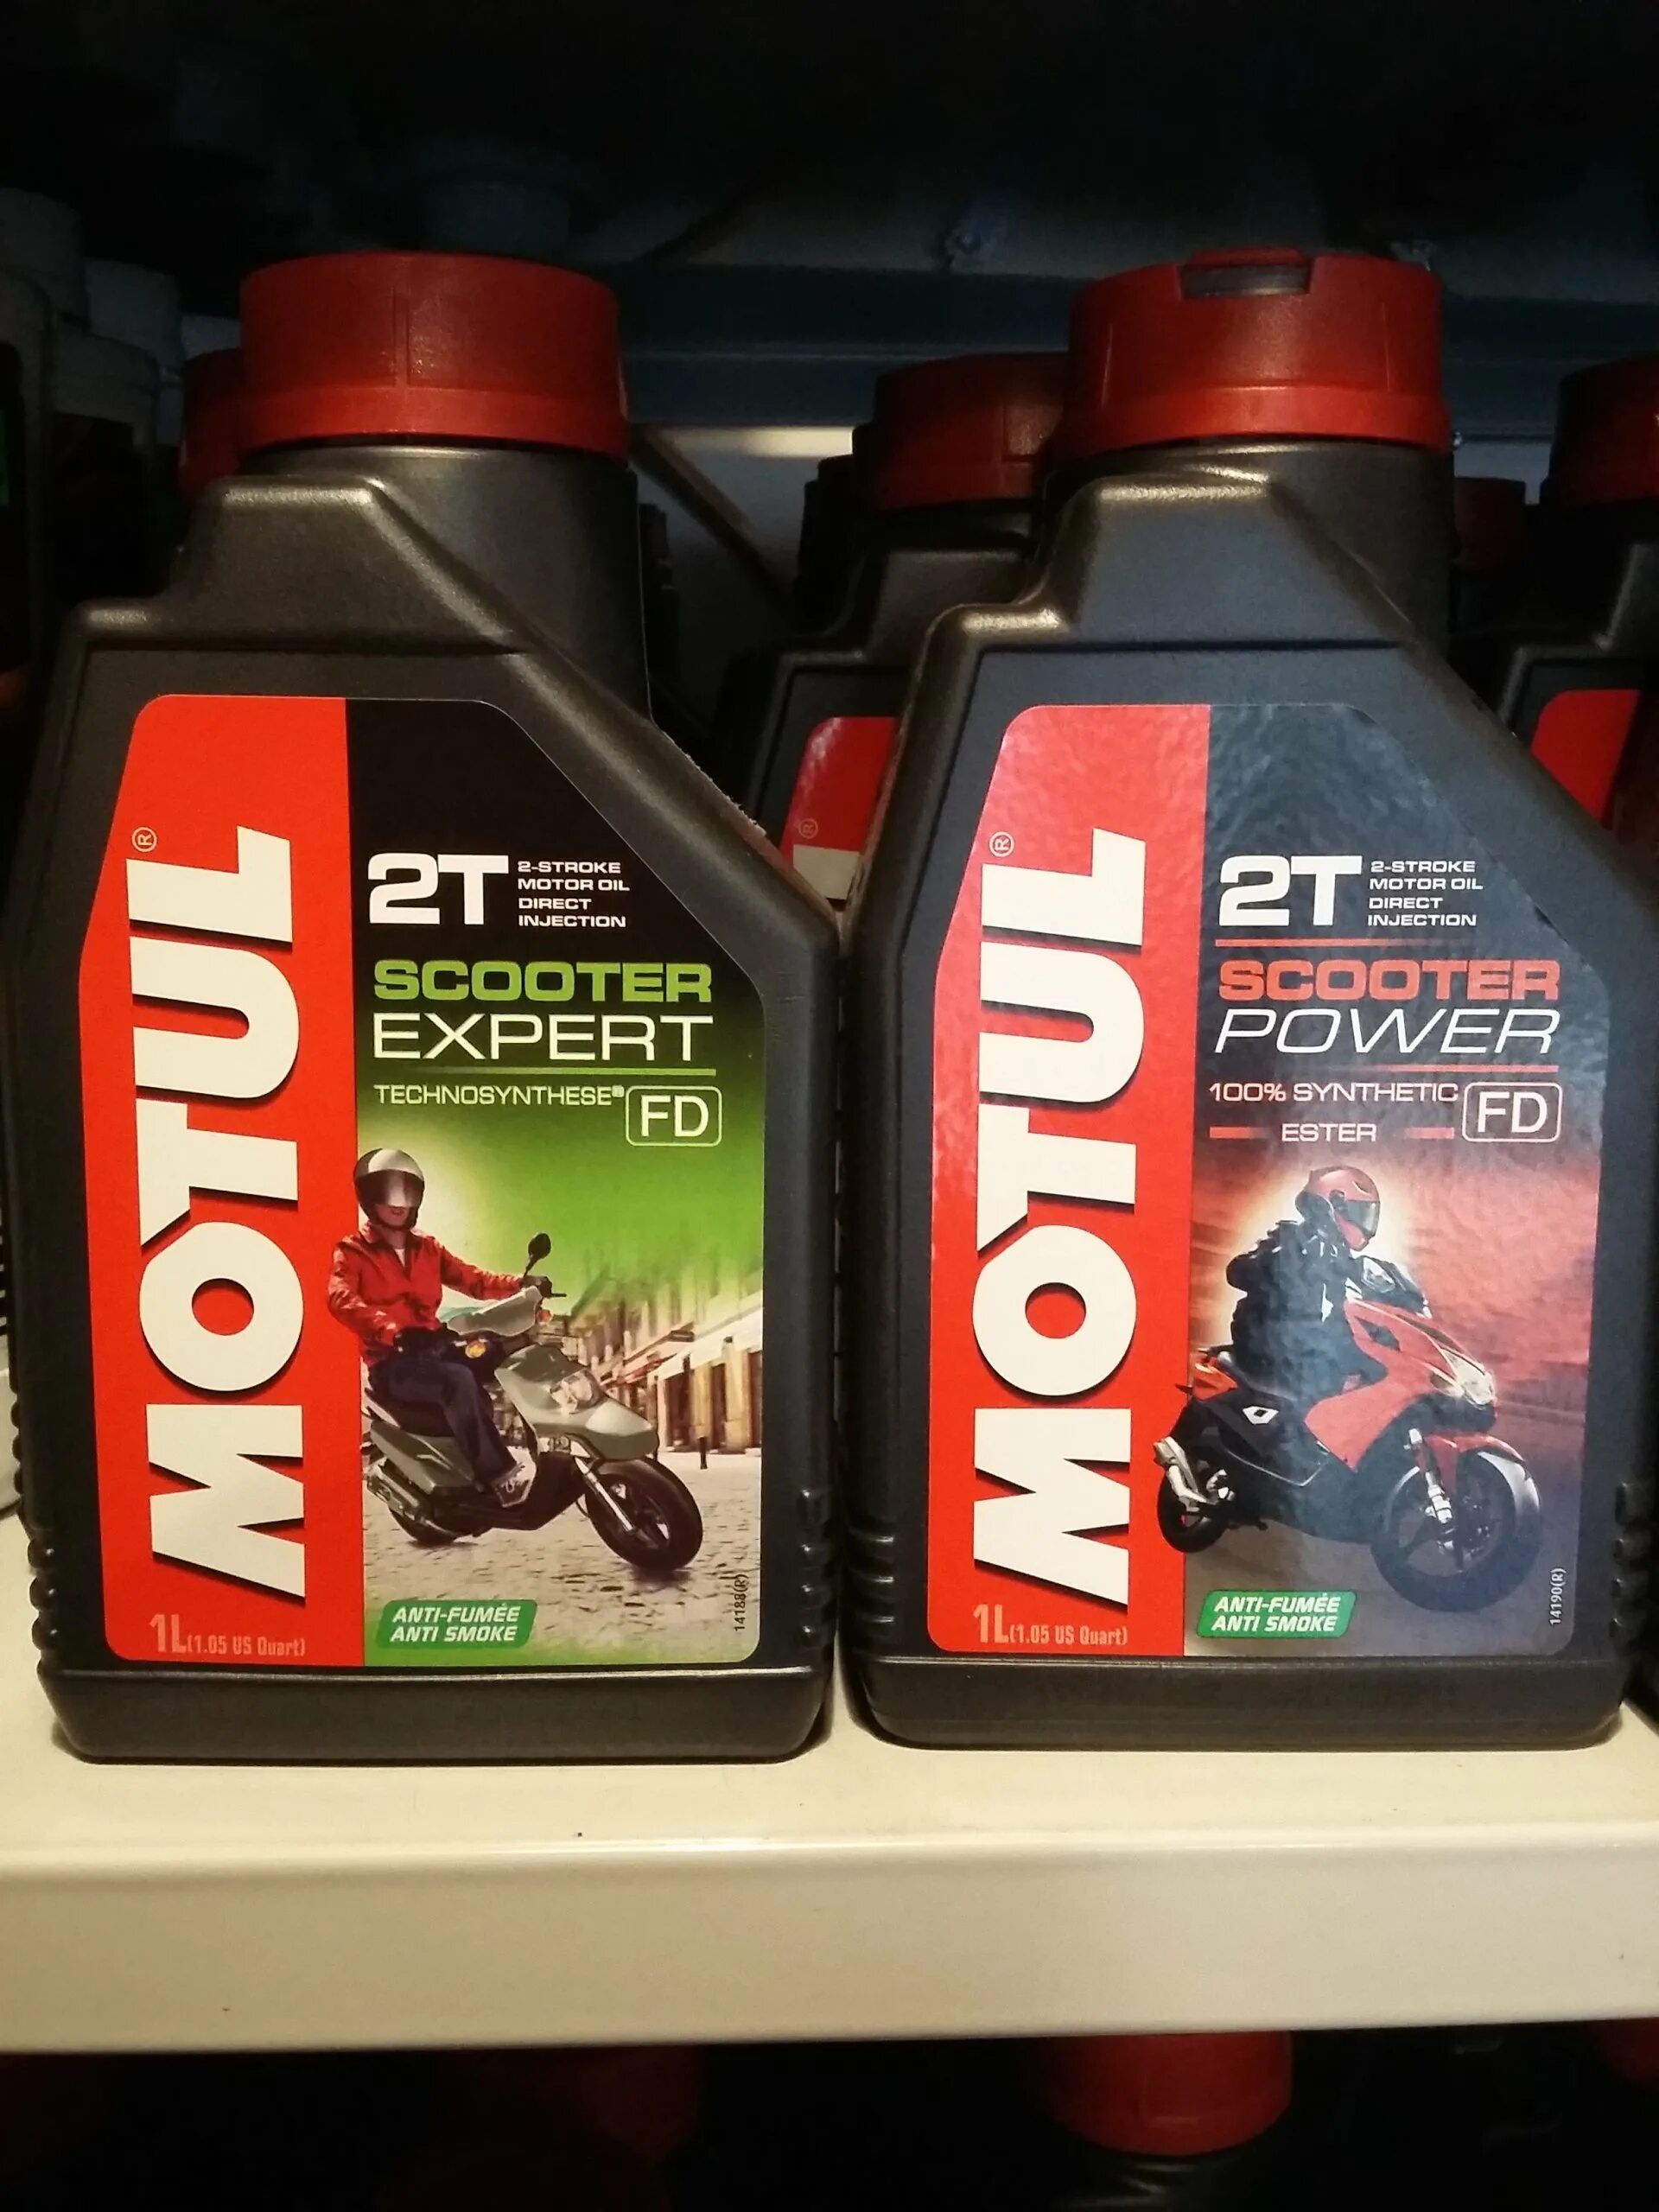 MOTUL®
2T
2-STROKE
MOTOR OIL
DIRECT
INJECTION
SCOOTER
EXPERT
TECHNOSYNTHESE®
FD
ANTI-FUMÉE
ANTI SMOKE
1L(1.05 US Quart)
14188(R)
MOTUL®
2T
2-STROKE
MOTOR OIL
DIRECT
INJECTION
SCOOTER
POWER
100% SYNTHETIC
ESTER
FD
ANTI-FUMÉE
ANTI SMOKE
1L(1.05 US Quart)
14190(R)
®